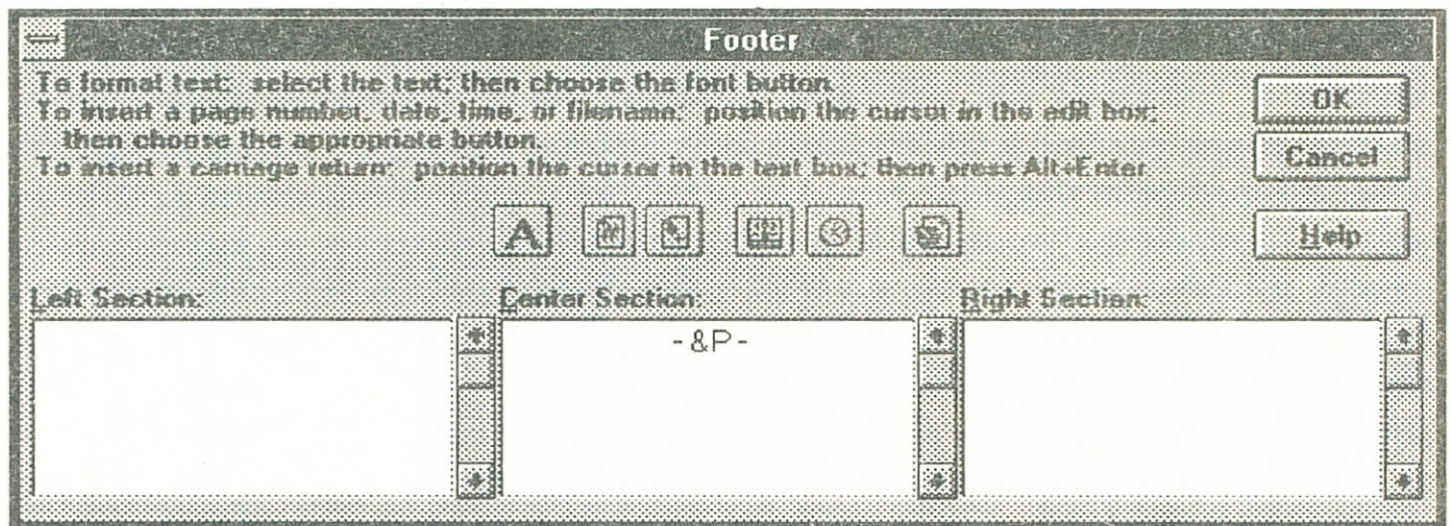 Footer
To format text: select the text; then choose the font button.
To insert a page number, date, time, or filename: position the cursor in the edit box;
then choose the appropriate button.
To insert a carriage return: position the cursor in the text box; then press Alt+Enter
OK
Cancel
A
Help
Left Section:
Center Section:
Right Section:
- &P -